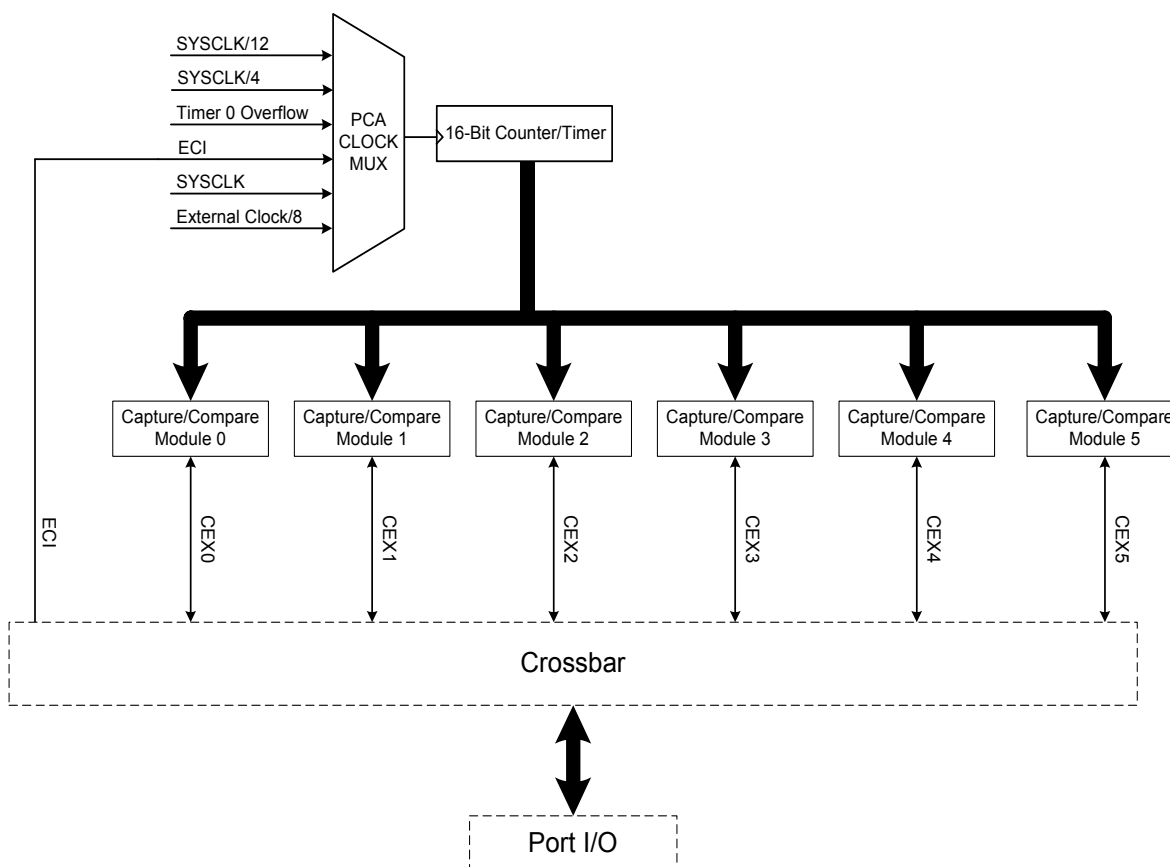 SYSCLK/12
SYSCLK/4
Timer 0 Overflow
ECI
SYSCLK
External Clock/8
PCA
CLOCK
MUX
16-Bit Counter/Timer
Capture/Compare
Module 0
Capture/Compare
Module 1
Capture/Compare
Module 2
Capture/Compare
Module 3
Capture/Compare
Module 4
Capture/Compare
Module 5
ECI
CEX0
CEX1
CEX2
CEX3
CEX4
CEX5
Crossbar
Port I/O